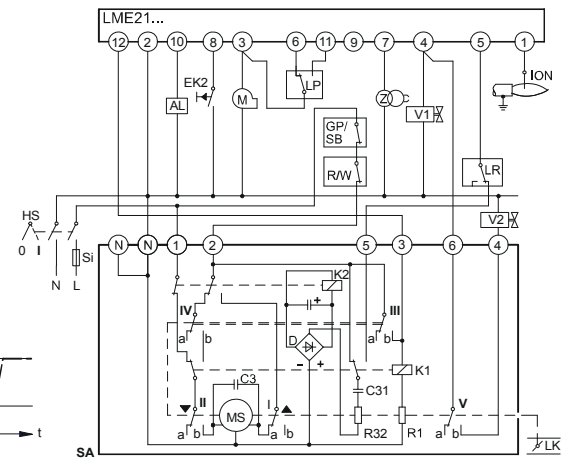 LME21...
12 2 10 8 3 6 11 9 7 4 5 1
EK2
LP
ION
AL
M
GP/
SB
Z
C
V1
R/W
LR
HS
0 I
Si
V2
N L
N N 1 2 5 3 6 4
K2
+
IV
III
a b
a b
D
K1
- +
C3
C31
II
I
V
MS
a b
a b
R32
R1
a b
t
SA
LK